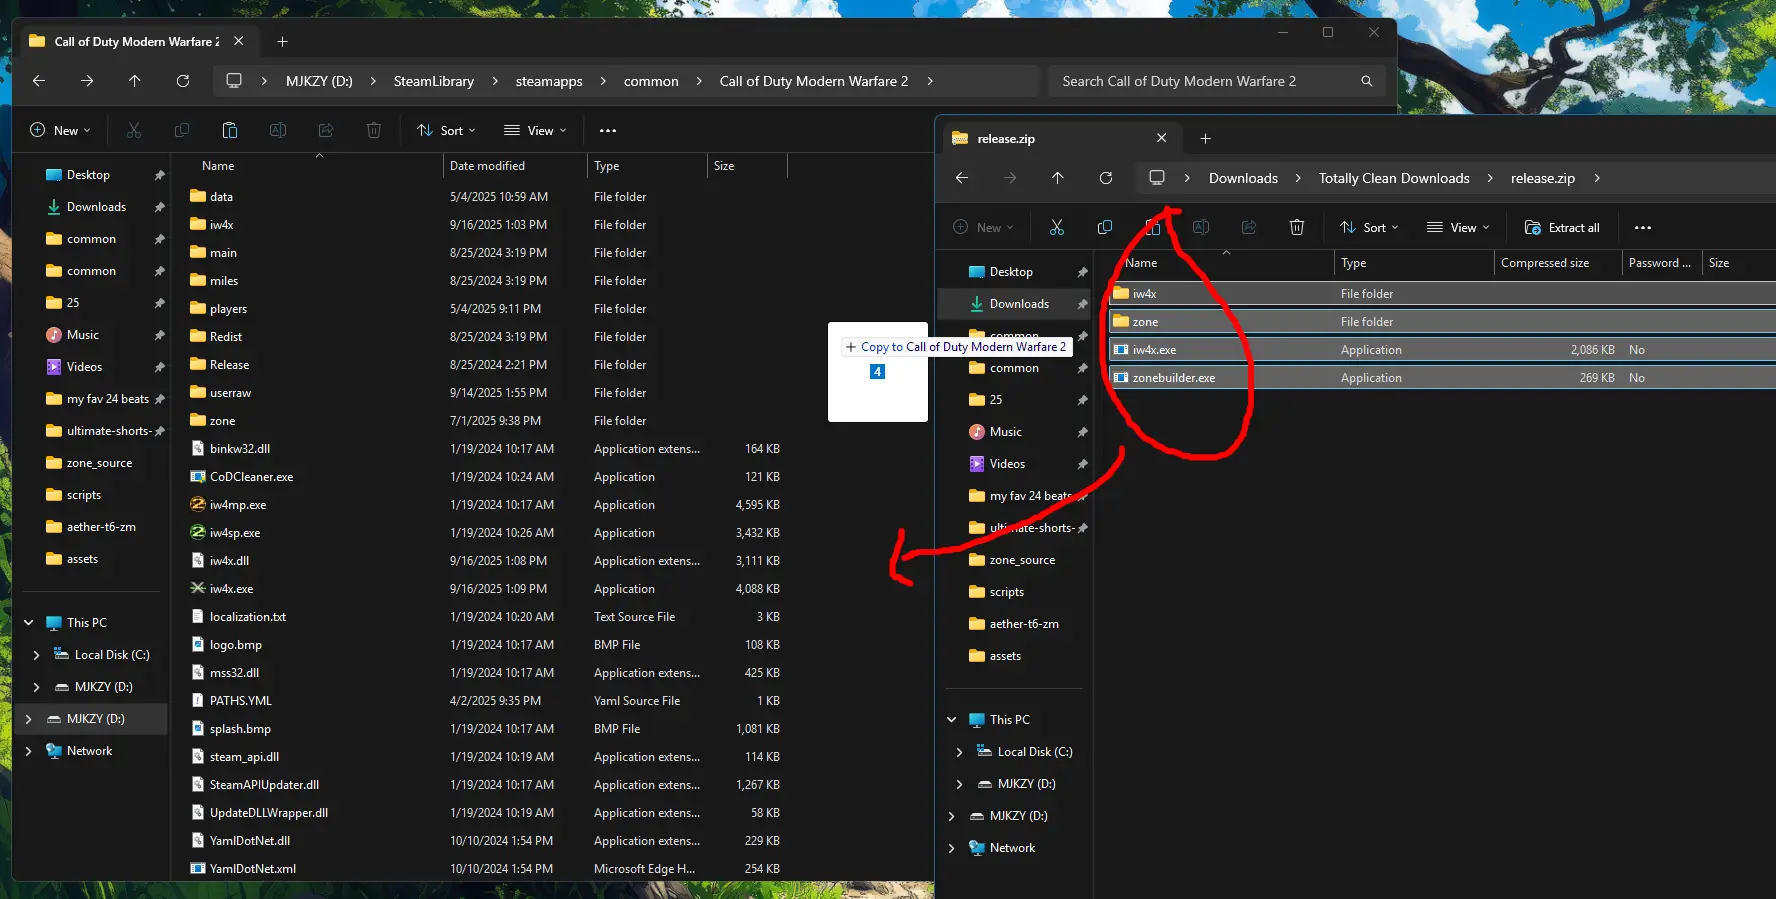 Call of Duty Modern Warfare 2
MJKZY (D:) SteamLibrary steamapps common Call of Duty Modern Warfare 2
Search Call of Duty Modern Warfare 2
New Sort View
Desktop
Downloads
common
common
25
Music
Videos
my fav 24 beats
ultimate-shorts-
zone_source
scripts
aether-t6-zm
assets
This PC
Local Disk (C:)
MJKZY (D:)
MJKZY (D:)
Network
Name Date modified Type Size
data 5/4/2025 10:59 AM File folder
iw4x 9/16/2025 1:03 PM File folder
main 8/25/2024 3:19 PM File folder
miles 8/25/2024 3:19 PM File folder
players 5/4/2025 9:11 PM File folder
Redist 8/25/2024 3:19 PM File folder
Release 8/25/2024 2:21 PM File folder
userraw 9/14/2025 1:55 PM File folder
zone 7/1/2025 9:38 PM File folder
binkw32.dll 1/19/2024 10:17 AM Application extens... 164 KB
CoDCleaner.exe 1/19/2024 10:24 AM Application 121 KB
iw4mp.exe 1/19/2024 10:17 AM Application 4,595 KB
iw4sp.exe 1/19/2024 10:26 AM Application 3,432 KB
iw4x.dll 9/16/2025 1:08 PM Application extens... 3,111 KB
iw4x.exe 9/16/2025 1:09 PM Application 4,088 KB
localization.txt 1/19/2024 10:20 AM Text Source File 3 KB
logo.bmp 1/19/2024 10:17 AM BMP File 108 KB
mss32.dll 1/19/2024 10:17 AM Application extens... 425 KB
PATHS.YML 4/2/2025 9:35 PM Yaml Source File 1 KB
splash.bmp 1/19/2024 10:17 AM BMP File 1,081 KB
steam_api.dll 1/19/2024 10:19 AM Application extens... 114 KB
SteamAPIUpdater.dll 1/19/2024 10:17 AM Application extens... 1,267 KB
UpdateDLLWrapper.dll 1/19/2024 10:19 AM Application extens... 58 KB
YamlDotNet.dll 10/10/2024 1:54 PM Application extens... 229 KB
YamlDotNet.xml 10/10/2024 1:54 PM Microsoft Edge H... 254 KB
+ Copy to Call of Duty Modern Warfare 2
4
release.zip
Downloads Totally Clean Downloads release.zip
New Sort View Extract all
Desktop
Downloads
common
common
25
Music
Videos
my fav 24 beats
ultimate-shorts-
zone_source
scripts
aether-t6-zm
assets
This PC
Local Disk (C:)
MJKZY (D:)
MJKZY (D:)
Network
Name Type Compressed size Password ... Size
iw4x File folder
zone File folder
iw4x.exe Application 2,086 KB No
zonebuilder.exe Application 269 KB No